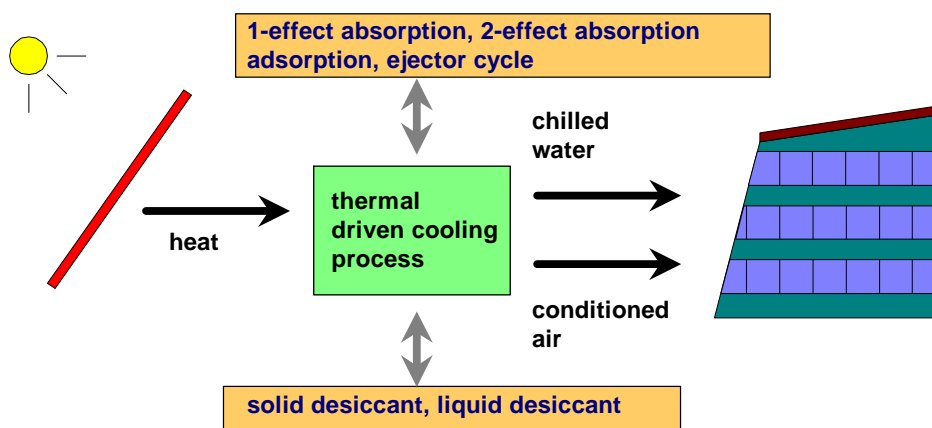 1-effect absorption, 2-effect absorption
adsorption, ejector cycle
chilled
water
thermal
driven cooling
process
heat
conditioned
air
solid desiccant, liquid desiccant